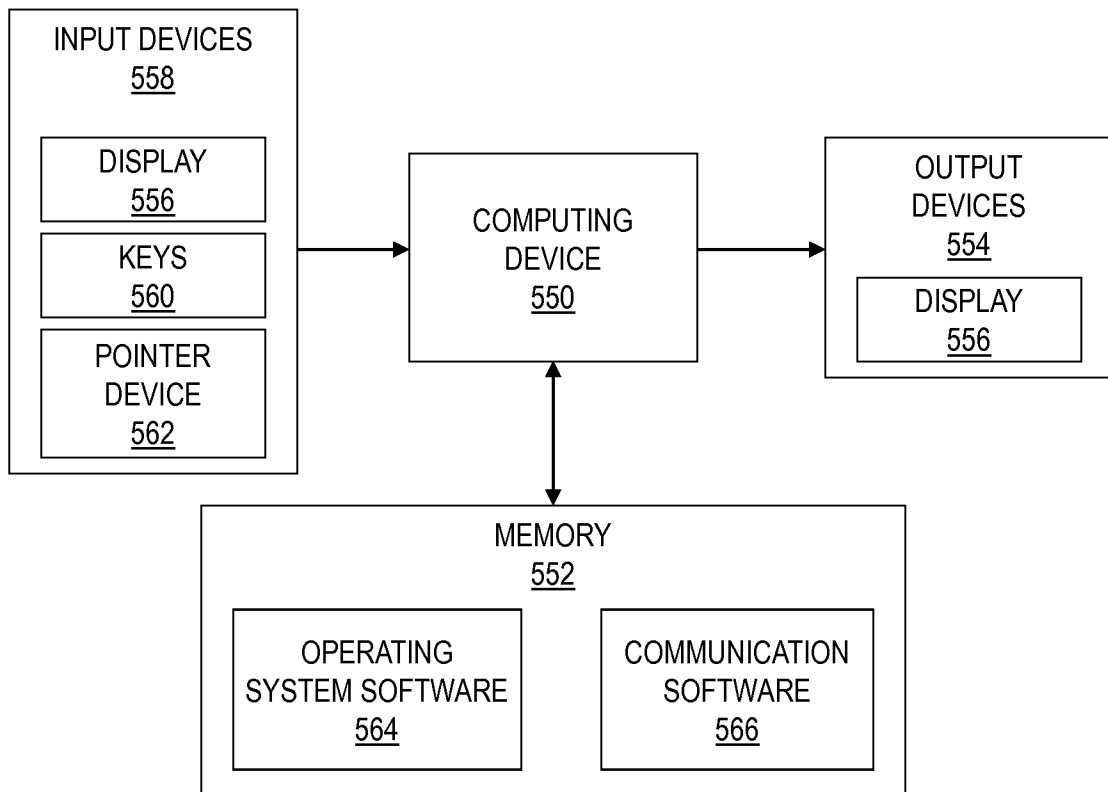 INPUT DEVICES
558
DISPLAY
556
KEYS
560
POINTER
DEVICE
562
COMPUTING
DEVICE
550
OUTPUT
DEVICES
554
DISPLAY
556
MEMORY
552
OPERATING
SYSTEM SOFTWARE
564
COMMUNICATION
SOFTWARE
566